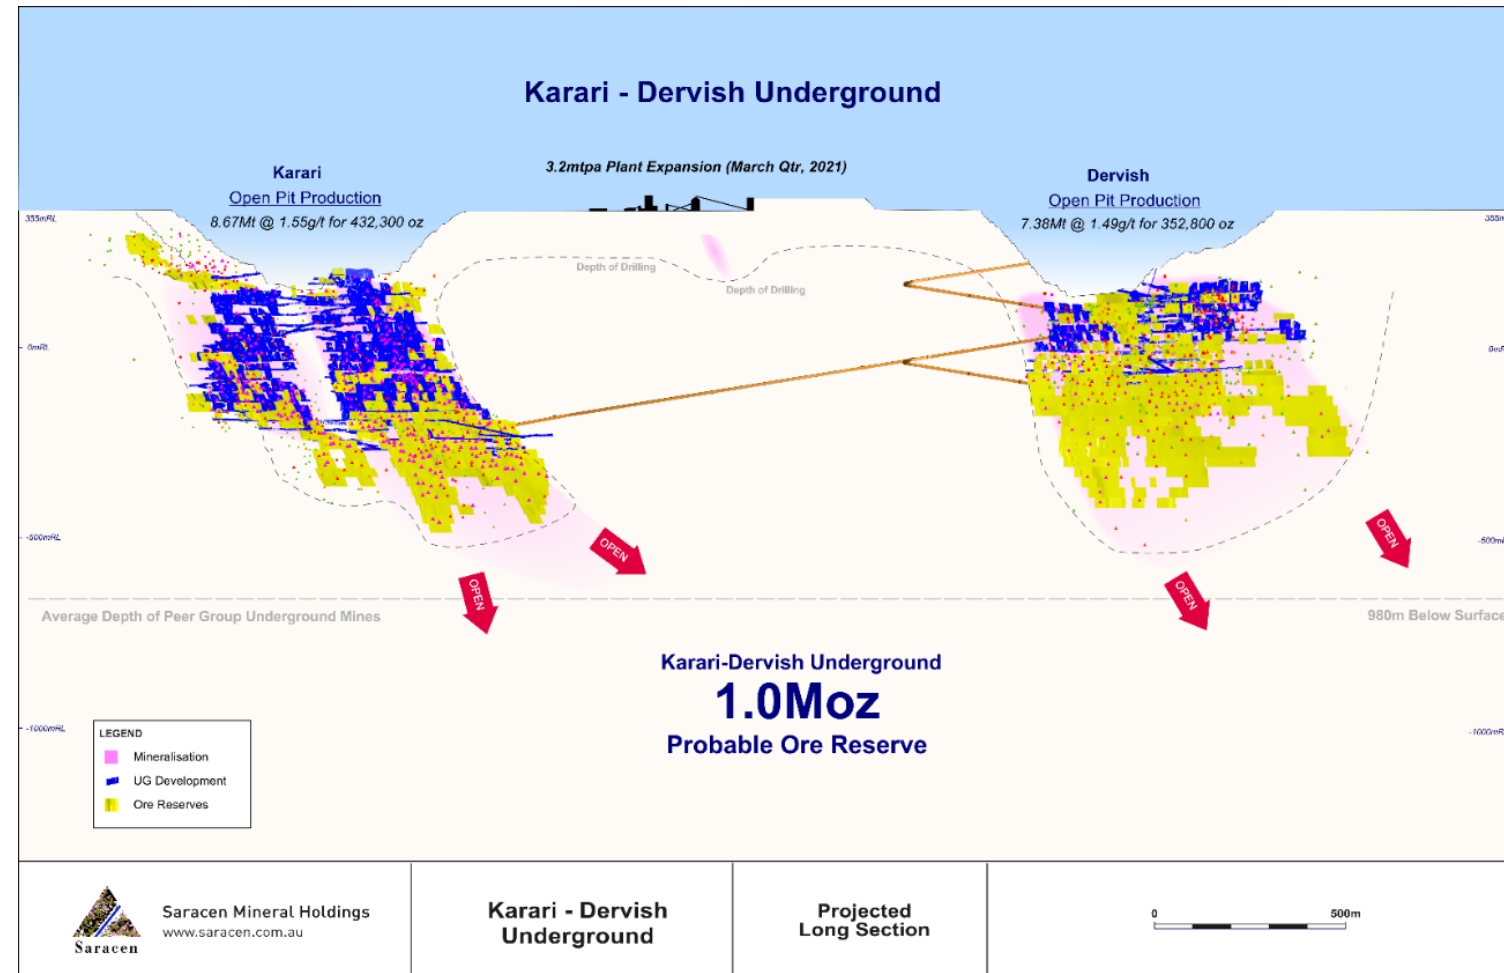 Karari - Dervish Underground
3.2mtpa Plant Expansion (March Qtr, 2021)
Karari
Open Pit Production
8.67Mt @ 1.55g/t for 432,300 oz
Dervish
Open Pit Production
7.38Mt @ 1.49g/t for 352,800 oz
355mRL
355m
Depth of Drilling
Depth of Drilling
0mRL
0mR
-500mRL
-500mR
OPEN
OPEN
OPEN
OPEN
Average Depth of Peer Group Underground Mines
980m Below Surface
Karari-Dervish Underground
1.0Moz
Probable Ore Reserve
-1000mRL
-1000mR
LEGEND
Mineralisation
UG Development
Ore Reserves
Saracen
Saracen Mineral Holdings
www.saracen.com.au
Karari - Dervish
Underground
Projected
Long Section
0 500m